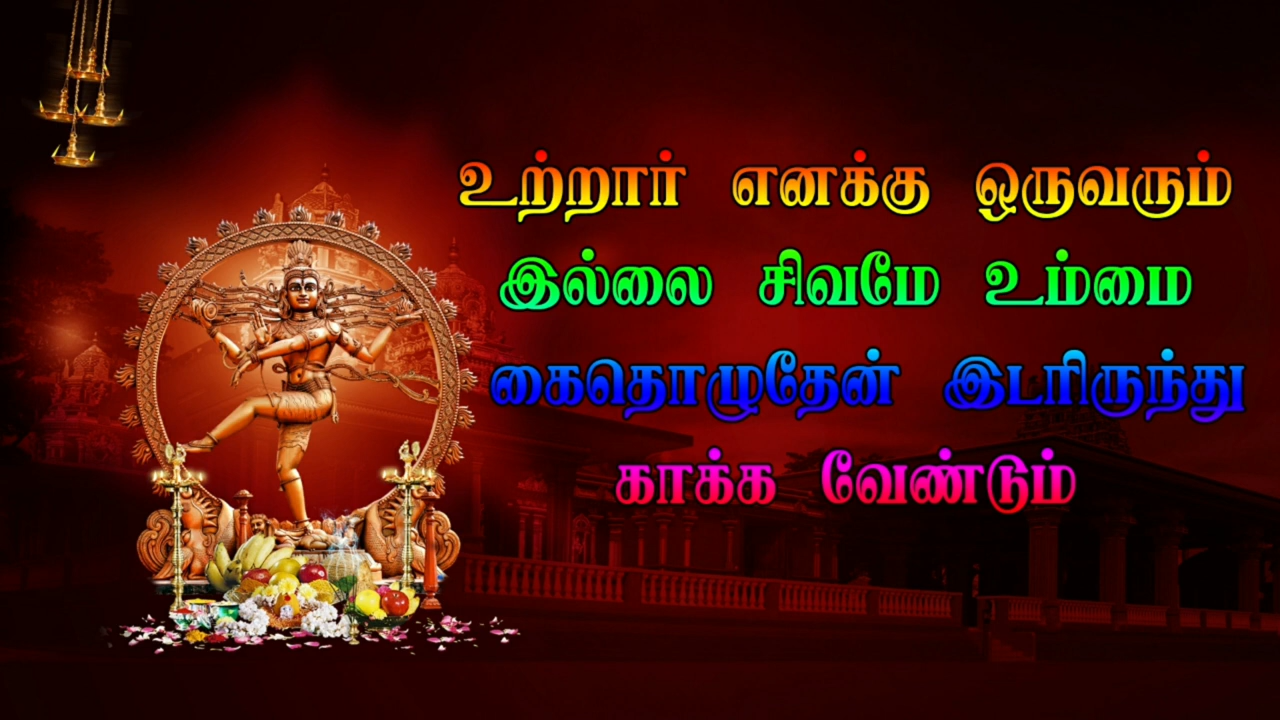 உற்றார் எனக்கு ஒருவரும்
இல்லை சிவமே உம்மை
கைதொழுதேன் இடரிருந்து
காக்க வேண்டும்